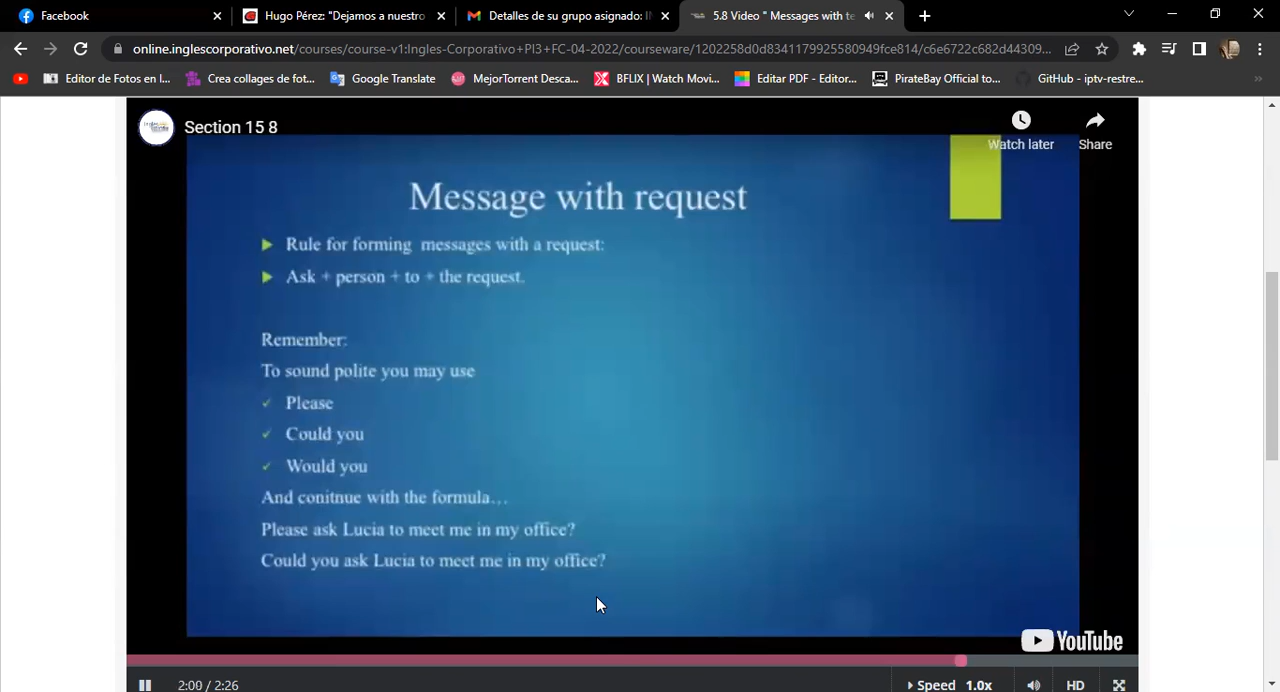 Facebook
Hugo Pérez: "Dejamos a nuestro
Detalles de su grupo asignado: I
5.8 Video " Messages with te
online.inglescorporativo.net/courses/course-v1:Ingles-Corporativo+PI3+FC-04-2022/courseware/1202258d0d8341179925580949fce814/c6e6722c682d44309...
Editor de Fotos en l...
Crea collages de fot...
Google Translate
MejorTorrent Desca...
BFLIX | Watch Movi...
Editar PDF - Editor...
PirateBay Official to...
GitHub - iptv-restre...
Section 15 8
Watch later
Share
Message with request
Rule for forming messages with a request:
Ask + person + to + the request.
Remember:
To sound polite you may use
Please
Could you
Would you
And conitnue with the formula…
Please ask Lucia to meet me in my office?
Could you ask Lucia to meet me in my office?
YouTube
2:00 / 2:26
Speed 1.0x
HD